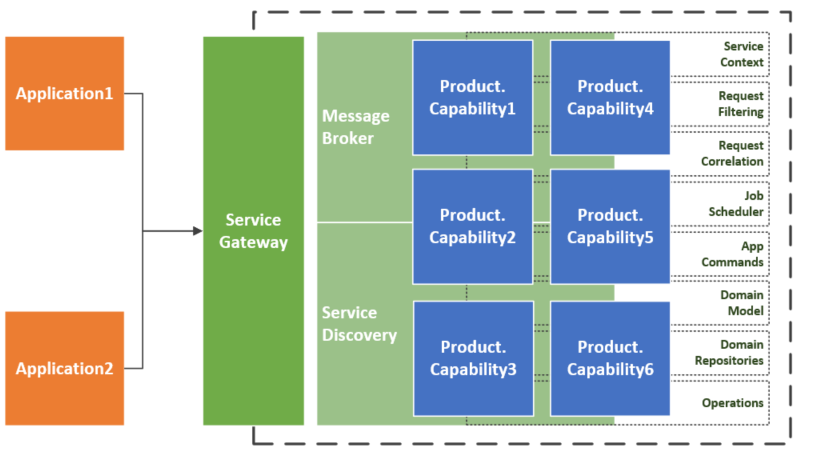 Application1
Application2
Service
Gateway
Message
Broker
Service
Discovery
Product.
Capability1
Product.
Capability4
Product.
Capability2
Product.
Capability5
Product.
Capability3
Product.
Capability6
Service
Context
Request
Filtering
Request
Correlation
Job
Scheduler
App
Commands
Domain
Model
Domain
Repositories
Operations